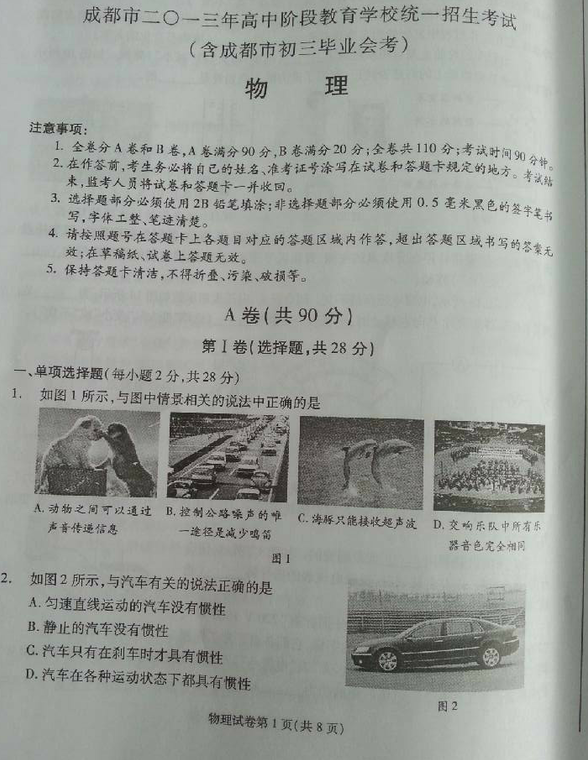 成都市二〇一三年高中阶段教育学校统一招生考试
（含成都市初三毕业会考）
物 理
注意事项：
1. 全卷分A卷和B卷，A卷满分90分，B卷满分20分；全卷共110分；考试时间90分钟。
2. 在作答前，考生务必将自己的姓名、准考证号涂写在试卷和答题卡规定的地方。考试结
束，监考人员将试卷和答题卡一并收回。
3. 选择题部分必须使用2B铅笔填涂；非选择题部分必须使用0.5毫米黑色的签字笔书
写，字体工整、笔迹清楚。
4. 请按照题号在答题卡上各题目对应的答题区域内作答，超出答题区域书写的答案无
效；在草稿纸、试卷上答题无效。
5. 保持答题卡清洁，不得折叠、污染、破损等。
A卷（共90分）
第Ⅰ卷（选择题，共28分）
一、单项选择题（每小题2分，共28分）
1. 如图1所示，与图中情景相关的说法中正确的是
A. 动物之间可以通过
声音传递信息
B. 控制公路噪声的唯
一途径是减少鸣笛
C. 海豚只能接收超声波
D. 交响乐队中所有乐
器音色完全相同
图1
2. 如图2所示，与汽车有关的说法正确的是
A. 匀速直线运动的汽车没有惯性
B. 静止的汽车没有惯性
C. 汽车只有在刹车时才具有惯性
D. 汽车在各种运动状态下都具有惯性
图2
物理试卷第1页（共8页）